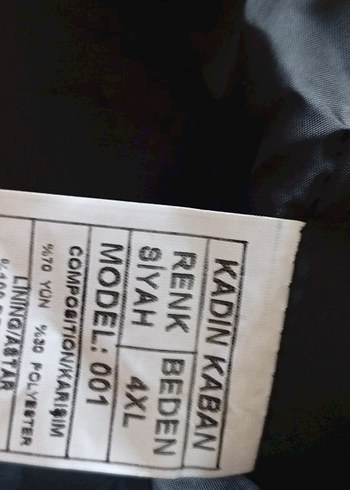 KADIN KABAN
RENK BEDEN
SİYAH 4XL
MODEL: 001
COMPOSITION/KARIŞIM
%70 YÜN %30 POLYESTER
LINING/ASTAR